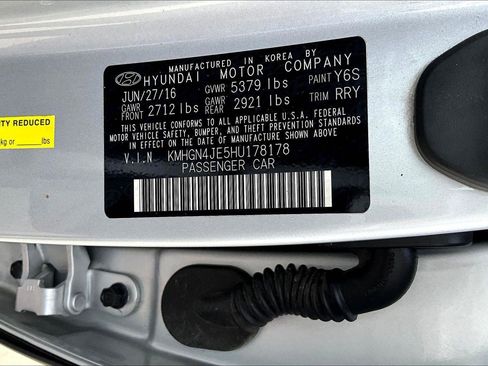 MANUFACTURED IN KOREA BY
HYUNDAI MOTOR COMPANY
JUN/27/16 GVWR 5379 lbs PAINT Y6S
GAWR FRONT 2712 lbs GAWR REAR 2921 lbs TRIM RRY
THIS VEHICLE CONFORMS TO ALL APPLICABLE U.S.A FEDERAL
MOTOR VEHICLE SAFETY, BUMPER, AND THEFT PREVENTION STANDARDS
IN EFFECT ON THE DATE OF MANUFACTURE SHOWN ABOVE.
V.I.N KMHGN4JE5HU178178
PASSENGER CAR
REDUCED
kg or lbs